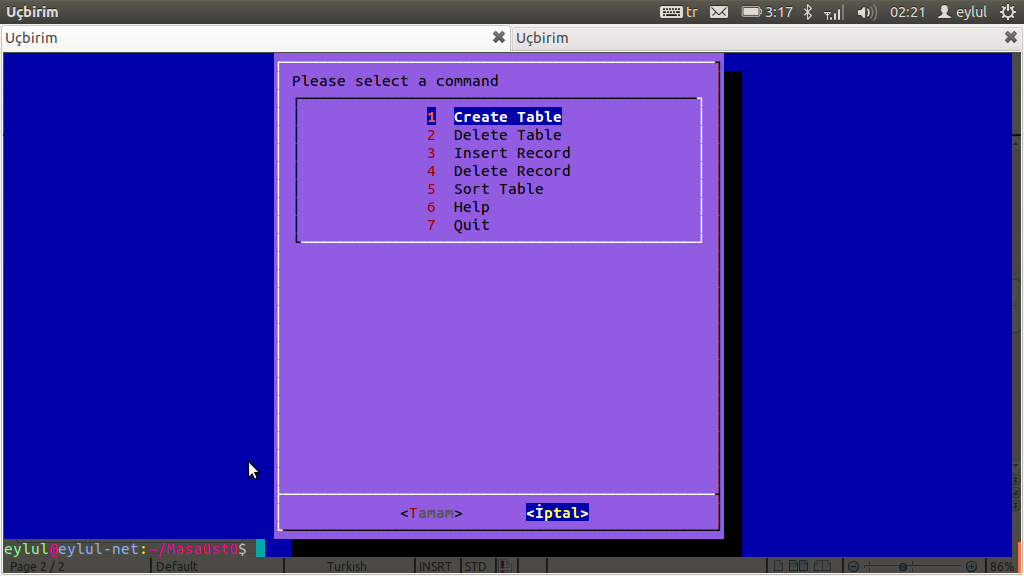 Uçbirim tr 3:17 02:21 eylul
Uçbirim Uçbirim
Please select a command
1 Create Table
2 Delete Table
3 Insert Record
4 Delete Record
5 Sort Table
6 Help
7 Quit
<Tamam> <İptal>
eylul@eylul-net:~/MasaUstU$
Page 2 / 2 Default Turkish INSRT STD 86%